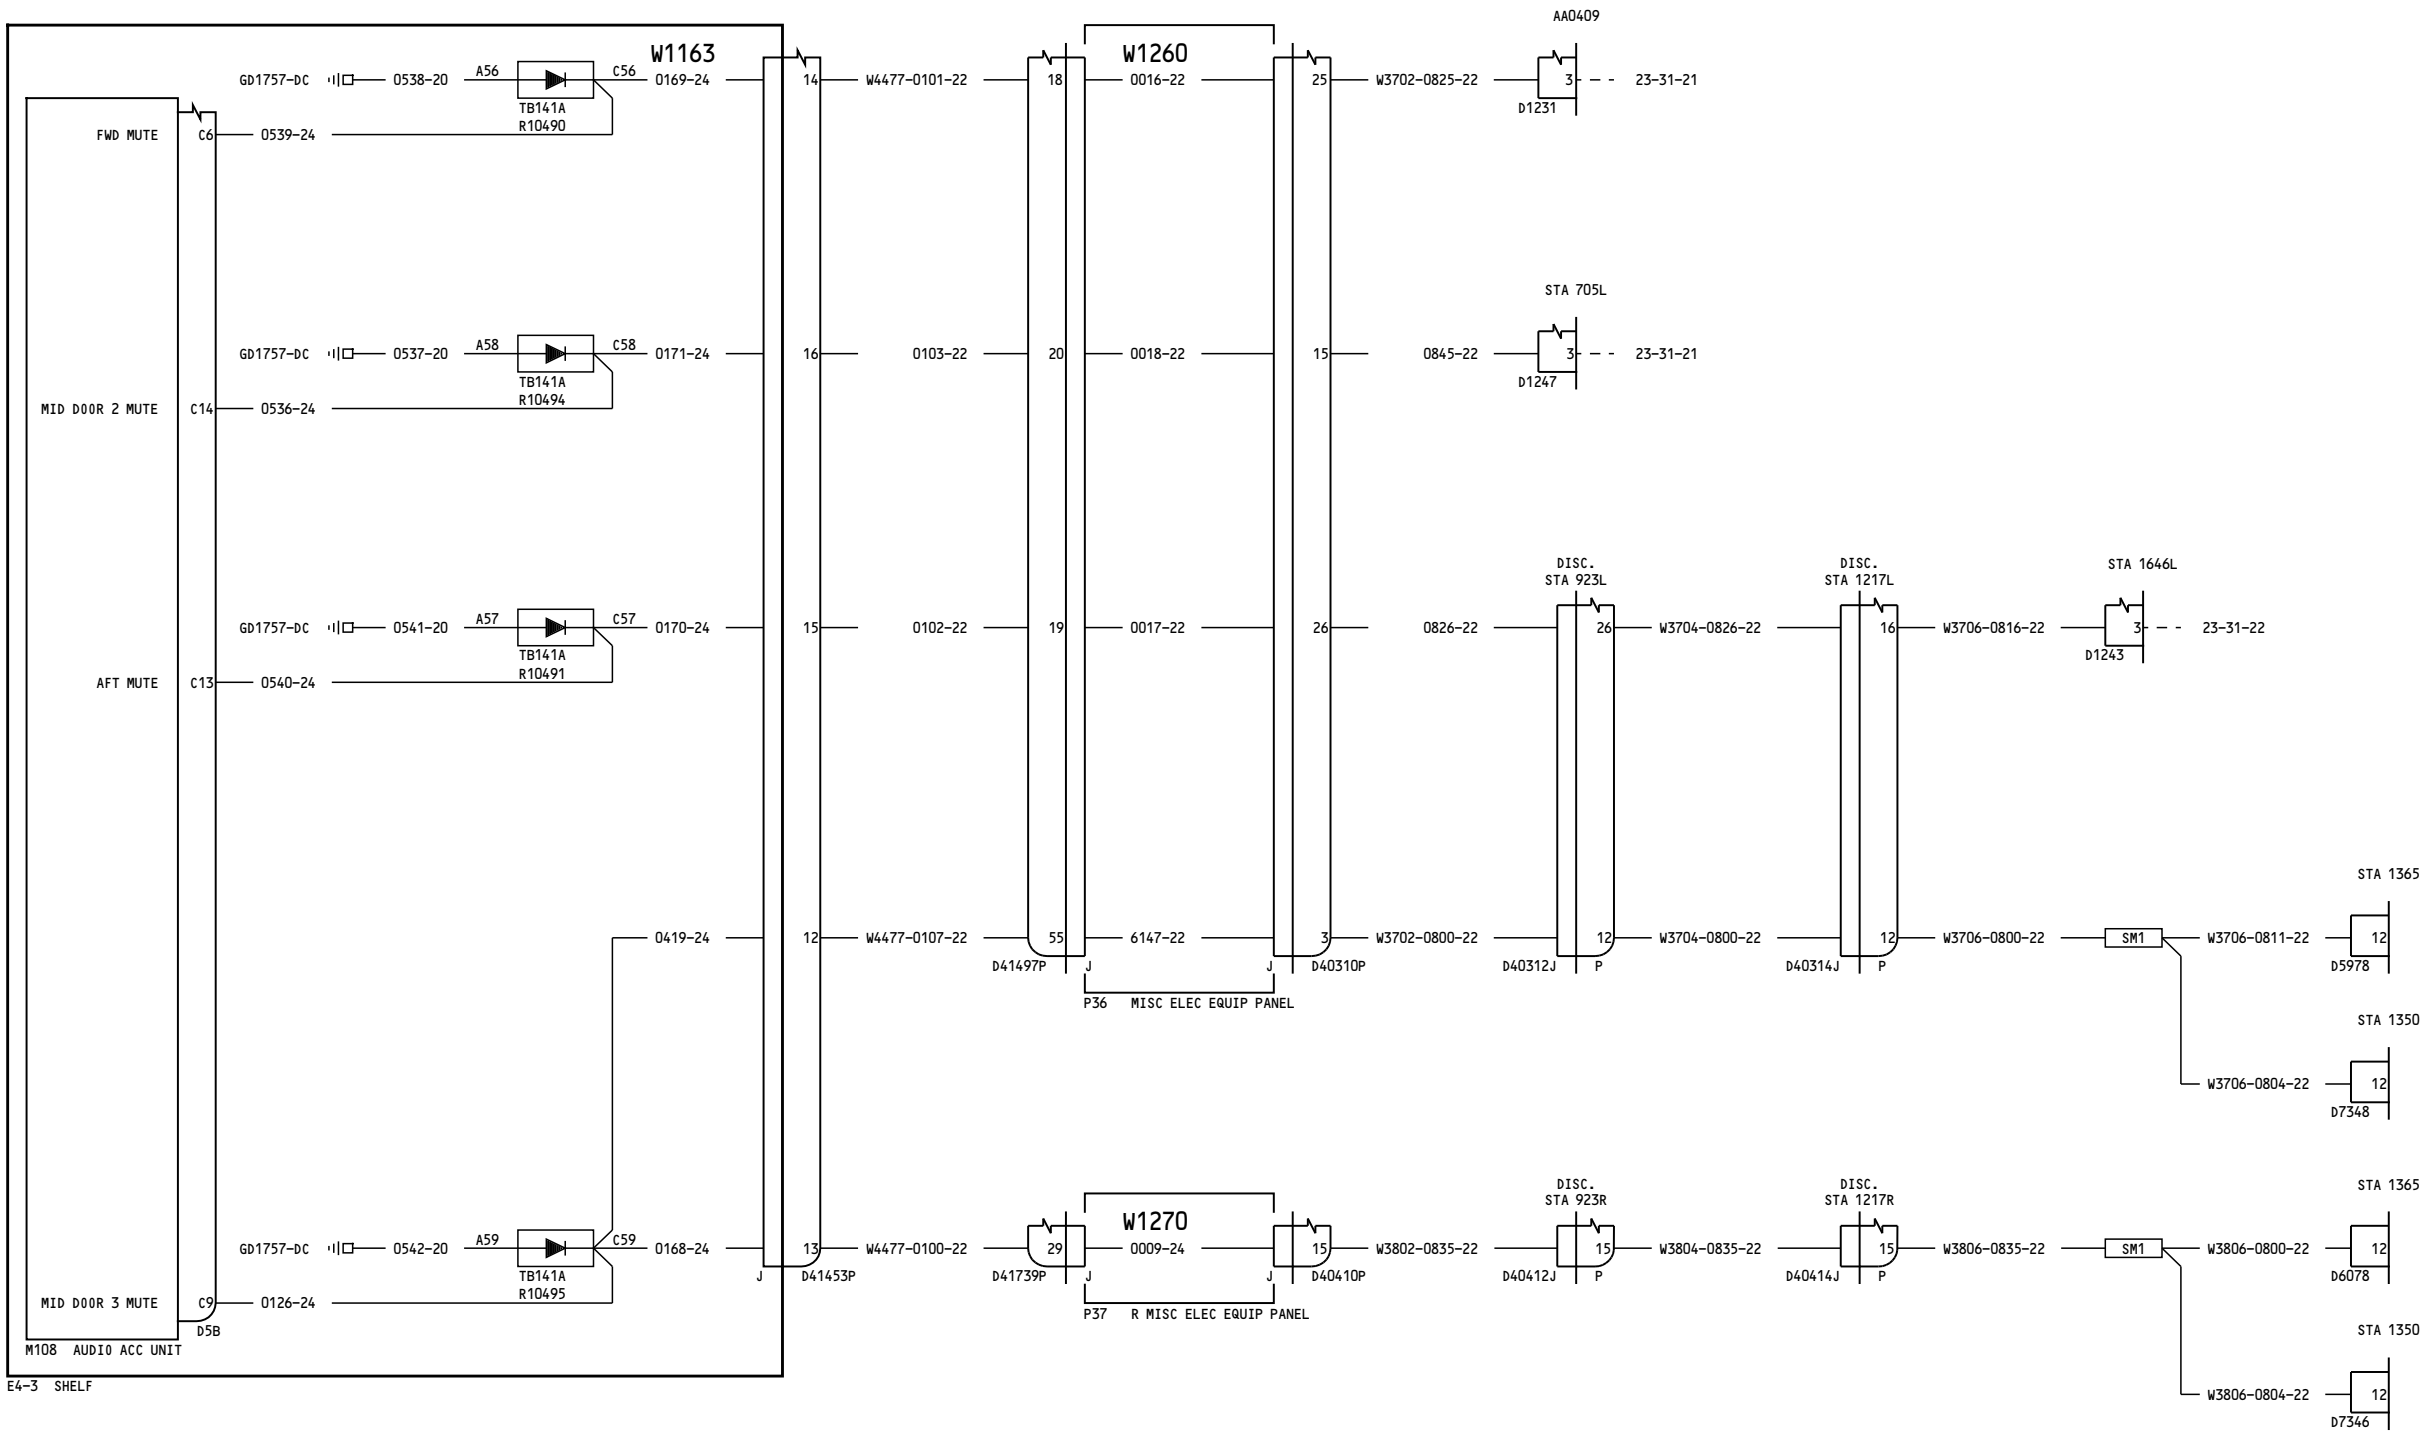 AA0409
W1163
W1260
GD1757-DC 0538-20 A56 C56 0169-24 14 W4477-0101-22 18 0016-22 25 W3702-0825-22 3 23-31-21
TB141A
D1231
R10490
FWD MUTE C6 0539-24
STA 705L
GD1757-DC 0537-20 A58 C58 0171-24 16 0103-22 20 0018-22 15 0845-22 3 23-31-21
TB141A
D1247
R10494
MID DOOR 2 MUTE C14 0536-24
DISC.
STA 923L
DISC.
STA 1217L
STA 1646L
GD1757-DC 0541-20 A57 C57 0170-24 15 0102-22 19 0017-22 26 0826-22 26 W3704-0826-22 16 W3706-0816-22 3 23-31-22
TB141A
D1243
R10491
AFT MUTE C13 0540-24
STA 1365
0419-24 12 W4477-0107-22 55 6147-22 3 W3702-0800-22 12 W3704-0800-22 12 W3706-0800-22 SM1 W3706-0811-22 12
D41497P J J D40310P D40312J P D40314J P D5978
P36 MISC ELEC EQUIP PANEL
STA 1350
W3706-0804-22 12
D7348
DISC.
STA 923R
DISC.
STA 1217R
STA 1365
W1270
GD1757-DC 0542-20 A59 C59 0168-24 13 W4477-0100-22 29 0009-24 15 W3802-0835-22 15 W3804-0835-22 15 W3806-0835-22 SM1 W3806-0800-22 12
TB141A J D41453P D41739P J J D40410P D40412J P D40414J P D6078
R10495
MID DOOR 3 MUTE C9 0126-24
P37 R MISC ELEC EQUIP PANEL
D5B
STA 1350
M108 AUDIO ACC UNIT
E4-3 SHELF
W3806-0804-22 12
D7346